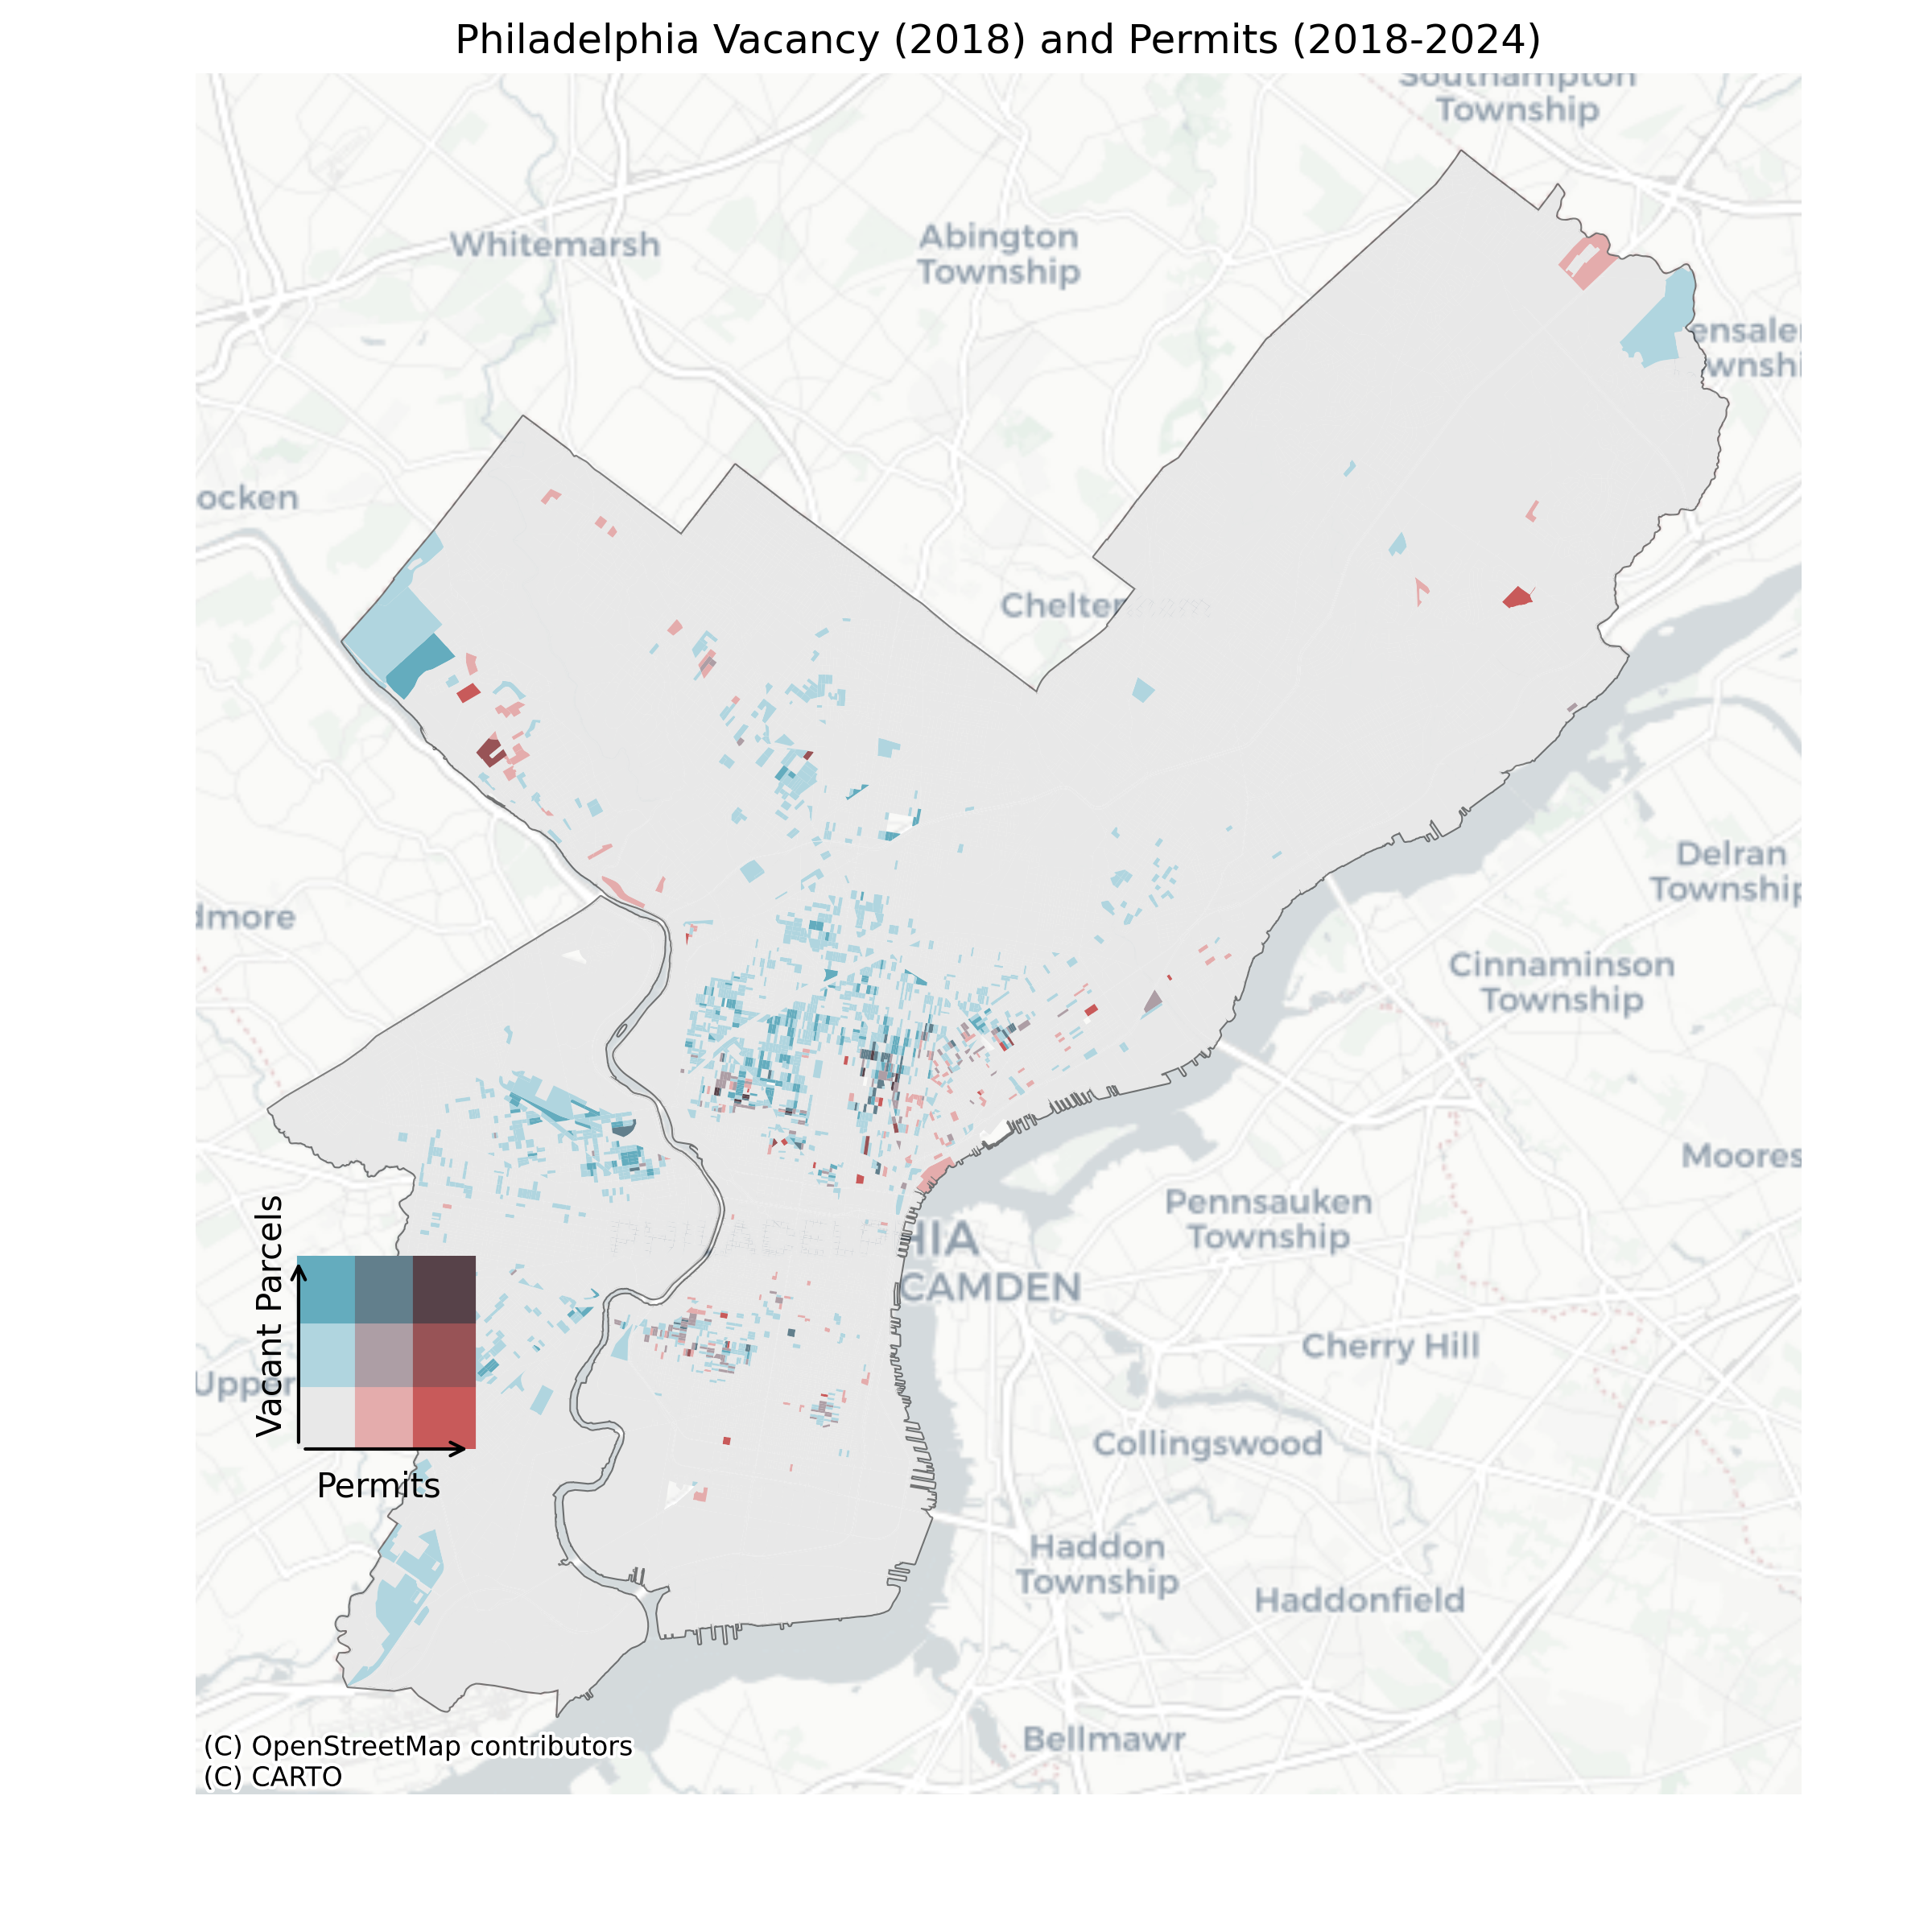 Philadelphia Vacancy (2018) and Permits (2018-2024)
Southampton
Township
Whitemarsh
Abington
Township
ensale
wnshi
ocken
Chelten
Delran
Township
dmore
Cinnaminson
Township
Moores
Pennsauken
Township
PHILADELPHIA
CAMDEN
Vacant Parcels
Cherry Hill
Upper
Collingswood
Permits
Haddon
Township
Haddonfield
Bellmawr
(C) OpenStreetMap contributors
(C) CARTO